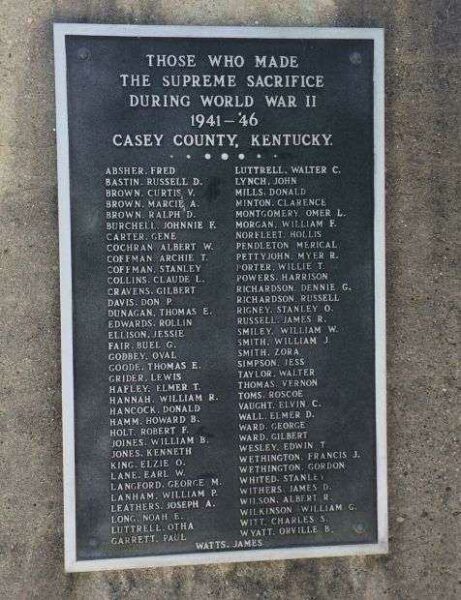 THOSE WHO MADE
THE SUPREME SACRIFICE
DURING WORLD WAR II
1941-'46
CASEY COUNTY, KENTUCKY.
ABSHER, FRED
BASTIN, RUSSELL D.
BROWN, CURTIS V.
BROWN, MARCIE A.
BROWN, RALPH D.
BURCHELL, JOHNNIE F.
CARTER, GENE
COCHRAN, ALBERT W.
COFFMAN, ARCHIE T.
COFFMAN, STANLEY
COLLINS, CLAUDE L.
CRAVENS, GILBERT
DAVIS, DON P.
DUNAGAN, THOMAS E.
EDWARDS, ROLLIN
ELLISON, JESSIE
FAIR, BUEL G.
GODBEY, OVAL
GOODE, THOMAS E.
GRIDER, LEWIS
HAFLEY, ELMER T.
HANNAH, WILLIAM R.
HANCOCK, DONALD
HAMM, HOWARD B.
HOLT, ROBERT F.
JOINES, WILLIAM B.
JONES, KENNETH
KING, ELZIE O.
LANE, EARL W.
LANGFORD, GEORGE M.
LANHAM, WILLIAM P.
LEATHERS, JOSEPH A.
LONG, NOAH E.
LUTTRELL, OTHA
GARRETT, PAUL
LUTTRELL, WALTER C.
LYNCH, JOHN
MILLS, DONALD
MINTON, CLARENCE
MONTGOMERY, OMER L.
MORGAN, WILLIAM F.
NORFLEET, HOLLIS
PENDLETON MERICAL
PETTYJOHN, MYER R.
PORTER, WILLIE T.
POWERS, HARRISON
RICHARDSON, DENNIE G.
RICHARDSON, RUSSELL
RIGNEY, STANLEY O.
RUSSELL, JAMES R.
SMILEY, WILLIAM W.
SMITH, WILLIAM J.
SMITH, ZORA
SIMPSON, JESS
TAYLOR, WALTER
THOMAS, VERNON
TOMS, ROSCOE
VAUGHT, ELVIN C.
WALL, ELMER D.
WARD, GEORGE
WARD, GILBERT
WESLEY, EDWIN T.
WETHINGTON, FRANCIS J.
WETHINGTON, GORDON
WHITED, STANLEY
WITHERS, JAMES D.
WILSON, ALBERT R.
WILKINSON, WILLIAM G.
WITT, CHARLES S.
WYATT, ORVILLE B.
WATTS, JAMES